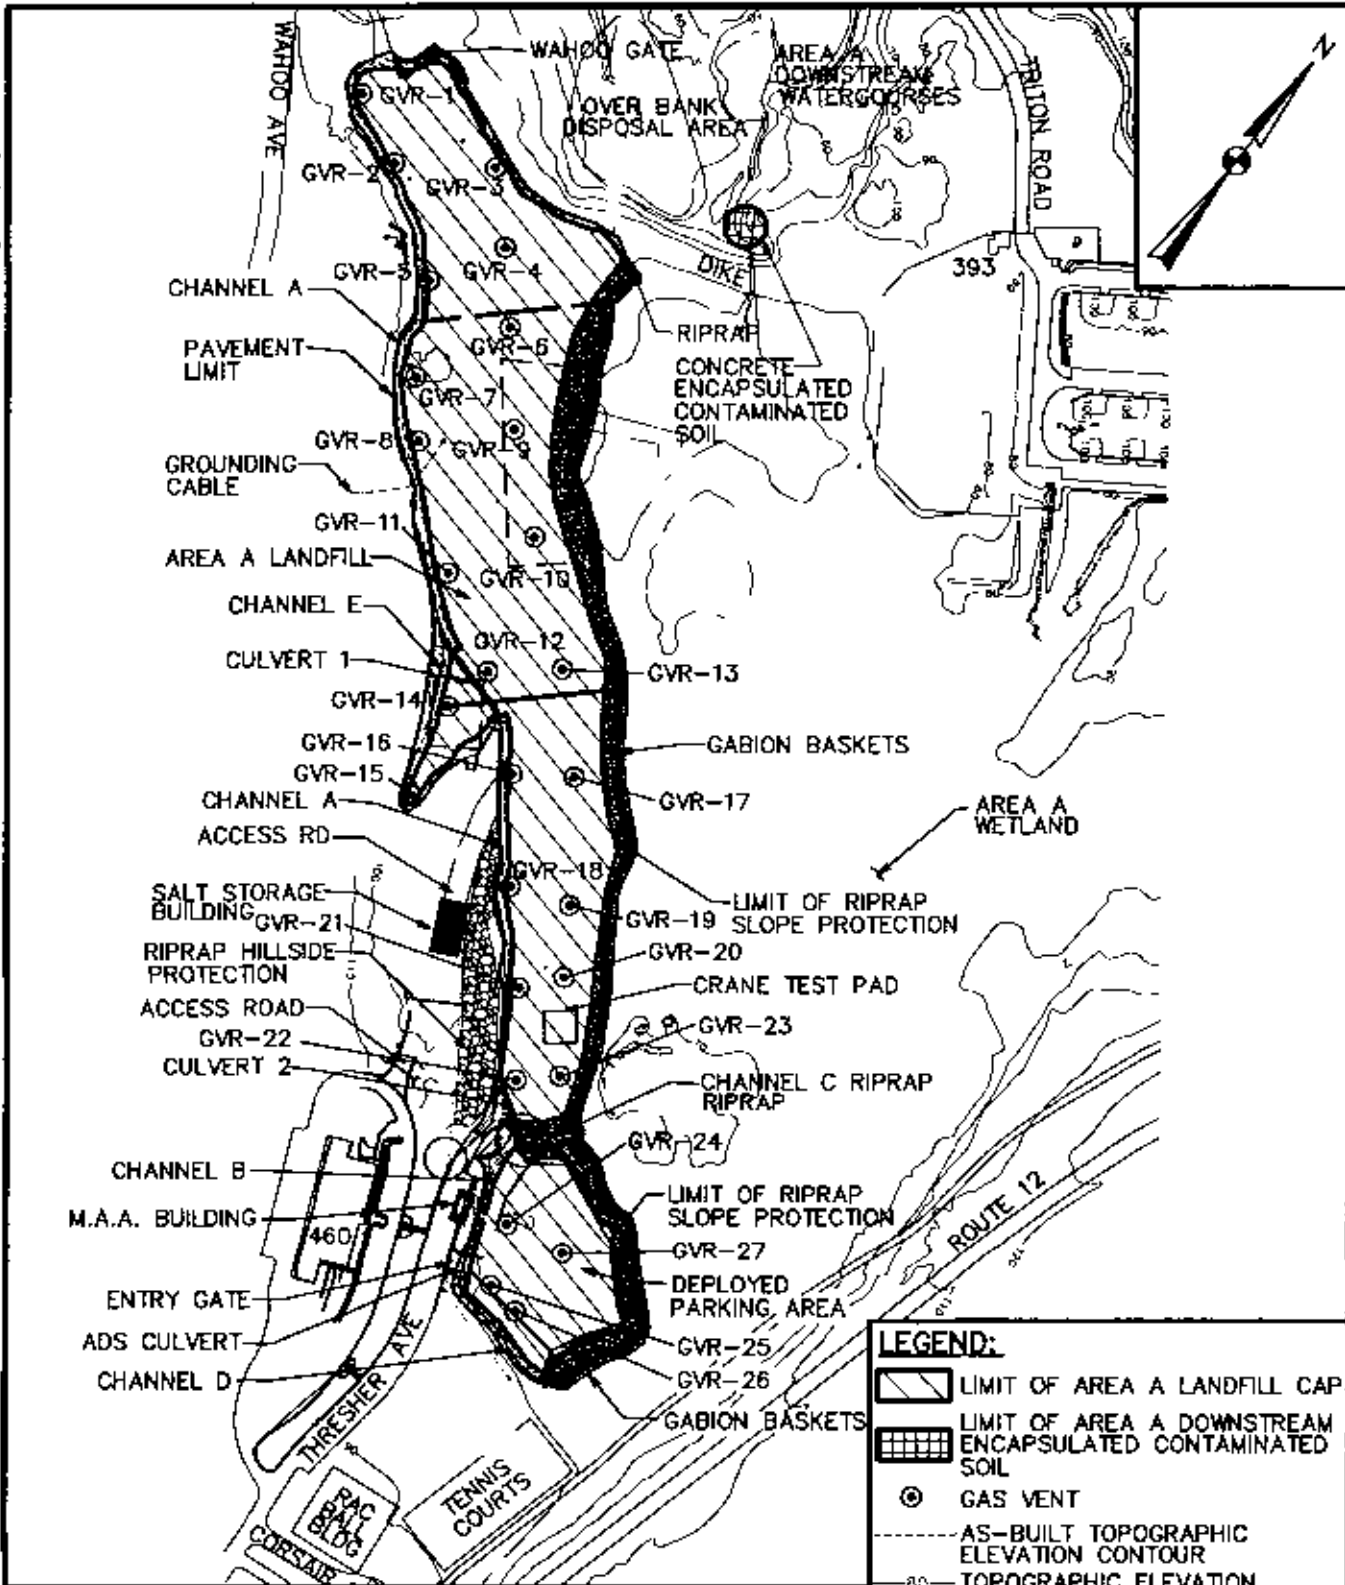 WAHOO GATE
AREA A
DOWNSTREAM
WATERCOURSES
WAHOO AVE
GVR-1
OVER BANK
DISPOSAL AREA
TRITON ROAD
N
GVR-2
GVR-3
GVR-3
GVR-4
DIKE
393
CHANNEL A
RIPRAP
GVR-6
PAVEMENT
LIMIT
CONCRETE
ENCAPSULATED
CONTAMINATED
SOIL
GVR-7
GVR-8
GVR-9
GROUNDING
CABLE
GVR-11
AREA A LANDFILL
GVR-10
CHANNEL E
GVR-12
CULVERT 1
GVR-13
GVR-14
GVR-16
GABION BASKETS
GVR-15
GVR-17
CHANNEL A
AREA A
WETLAND
ACCESS RD
GVR-18
SALT STORAGE
BUILDING
GVR-21
GVR-19
LIMIT OF RIPRAP
SLOPE PROTECTION
RIPRAP HILLSIDE
PROTECTION
GVR-20
CRANE TEST PAD
ACCESS ROAD
GVR-22
GVR-23
CULVERT 2
CHANNEL C RIPRAP
RIPRAP
GVR-24
CHANNEL B
M.A.A. BUILDING
LIMIT OF RIPRAP
SLOPE PROTECTION
ROUTE 12
460
GVR-27
ENTRY GATE
DEPLOYED
PARKING AREA
ADS CULVERT
GVR-25
CHANNEL D
GVR-26
THRESHER AVE
GABION BASKETS
TENNIS
COURTS
RAC
BALL
BLDG
CORSAIR
LEGEND:
LIMIT OF AREA A LANDFILL CAP
LIMIT OF AREA A DOWNSTREAM
ENCAPSULATED CONTAMINATED
SOIL
GAS VENT
AS-BUILT TOPOGRAPHIC
ELEVATION CONTOUR
80 TOPOGRAPHIC ELEVATION